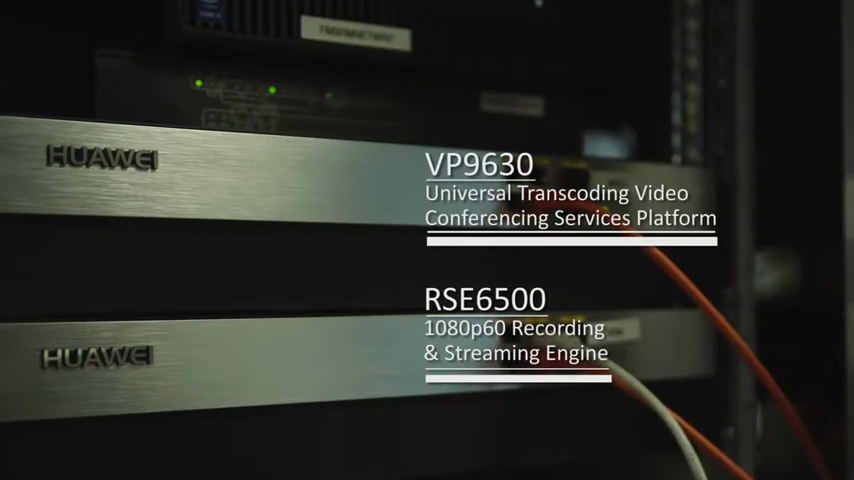 HUAWEI
VP9630
Universal Transcoding Video
Conferencing Services Platform
HUAWEI
RSE6500
1080p60 Recording
& Streaming Engine